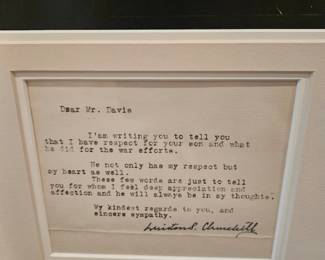 Dear Mr. Davis
I'am writing you to tell you
that I have respect for your son and what
he did for the war efforts.
He not only has my respect but
my heart as well.
These few words are just to tell
you for whom I feel deep appreciation and
affection and he will always be in my thoughts.
My kindest regards to you, and
sincere sympathy.
Winston S. Churchill